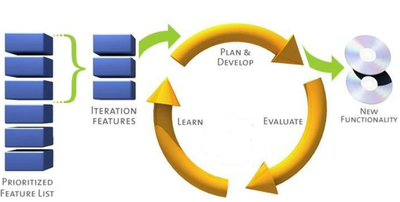 Plan &
Develop
Iteration
Features
Learn
Evaluate
New
Functionality
Prioritized
Feature List